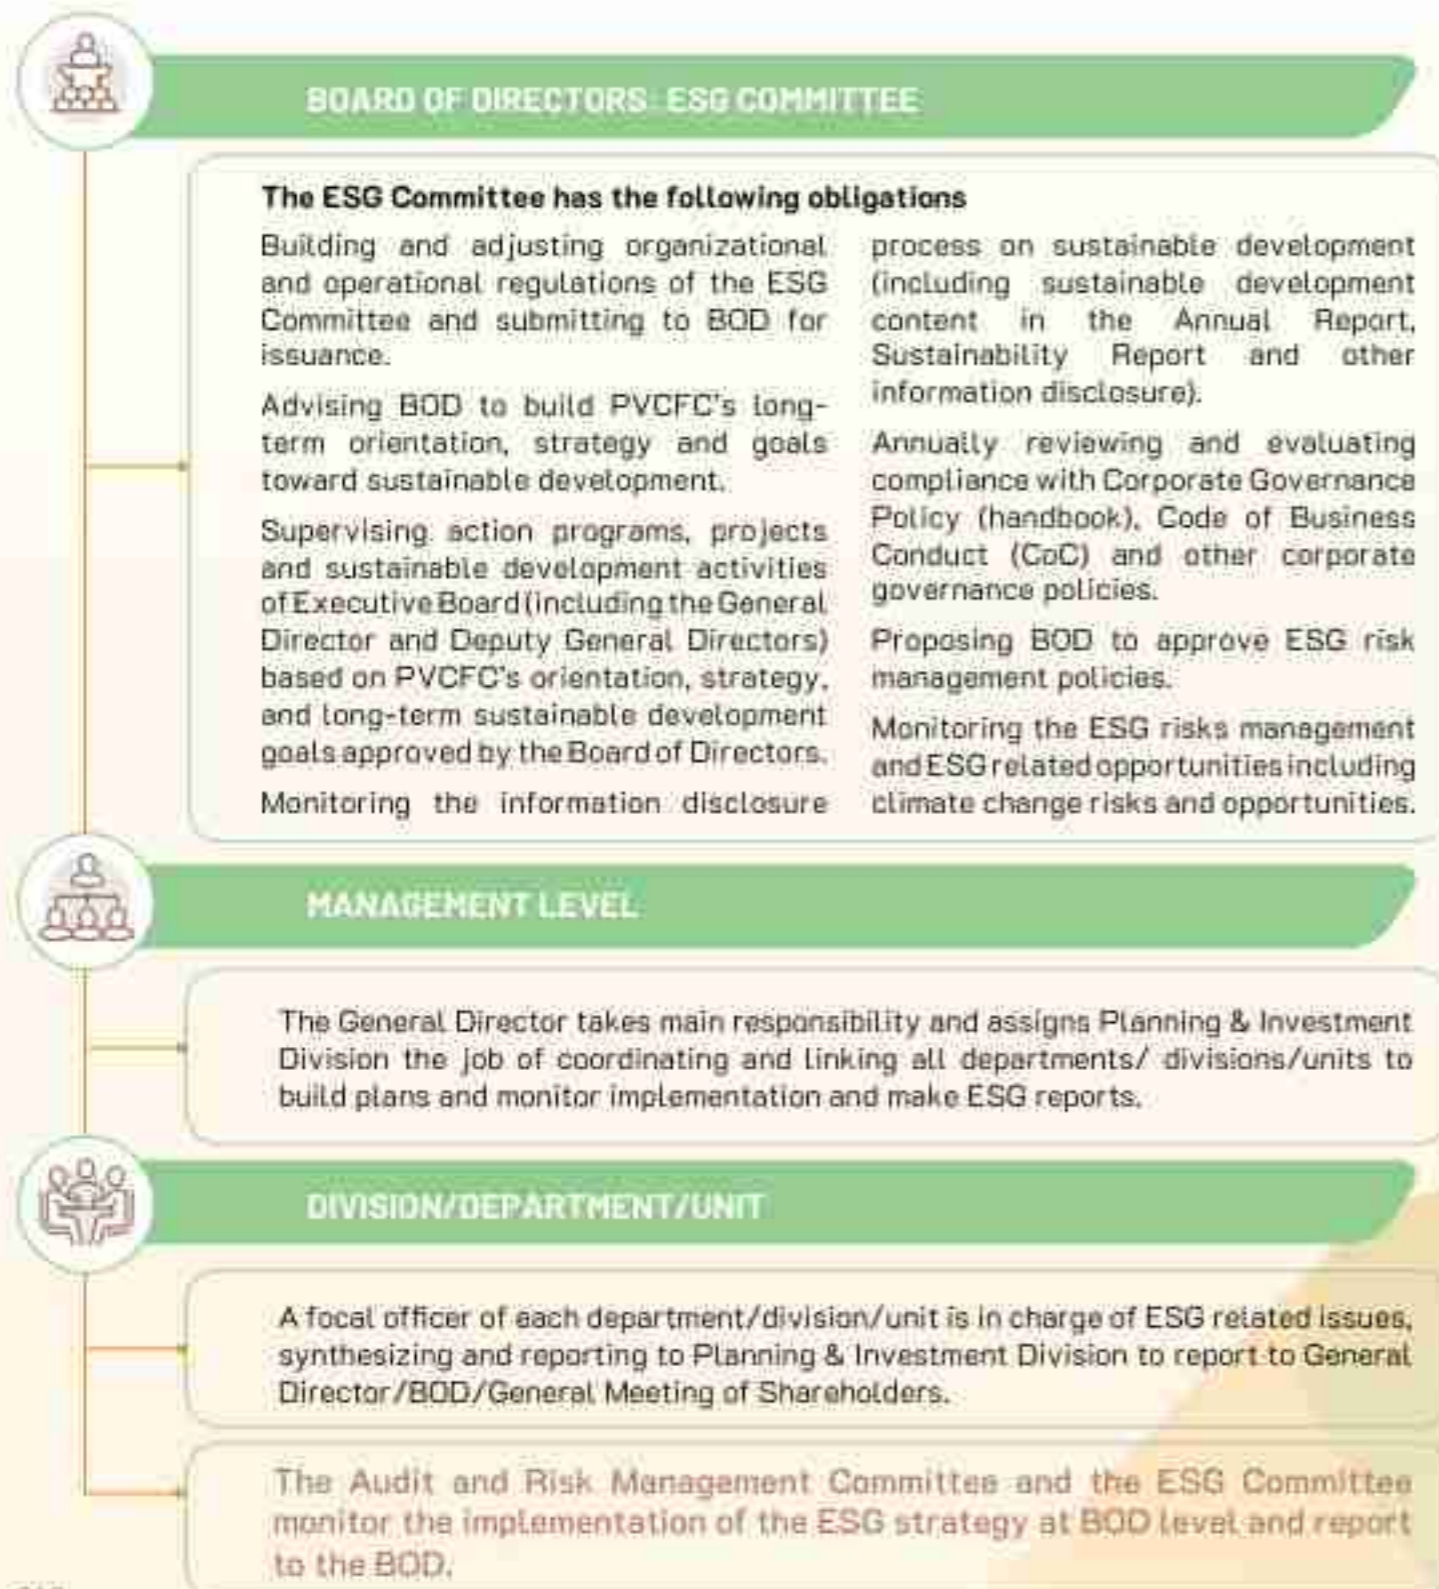 BOARD OF DIRECTORS: ESG COMMITTEE
The ESG Committee has the following obligations
Building and adjusting organizational
and operational regulations of the ESG
Committee and submitting to BOD for
issuance.
Advising BOD to build PVCFC's long-
term orientation, strategy and goals
toward sustainable development.
Supervising action programs, projects
and sustainable development activities
of Executive Board (including the General
Director and Deputy General Directors)
based on PVCFC's orientation, strategy,
and long-term sustainable development
goals approved by the Board of Directors.
Monitoring the information disclosure
process on sustainable development
(including sustainable development
content in the Annual Report,
Sustainability Report and other
information disclosure).
Annually reviewing and evaluating
compliance with Corporate Governance
Policy (handbook), Code of Business
Conduct (CoC) and other corporate
governance policies.
Proposing BOD to approve ESG risk
management policies.
Monitoring the ESG risks management
and ESG related opportunities including
climate change risks and opportunities.
MANAGEMENT LEVEL
The General Director takes main responsibility and assigns Planning & Investment
Division the job of coordinating and linking all departments/ divisions/units to
build plans and monitor implementation and make ESG reports.
DIVISION/DEPARTMENT/UNIT
A focal officer of each department/division/unit is in charge of ESG related issues,
synthesizing and reporting to Planning & Investment Division to report to General
Director/BOD/General Meeting of Shareholders.
The Audit and Risk Management Committee and the ESG Committee
monitor the implementation of the ESG strategy at BOD level and report
to the BOD.